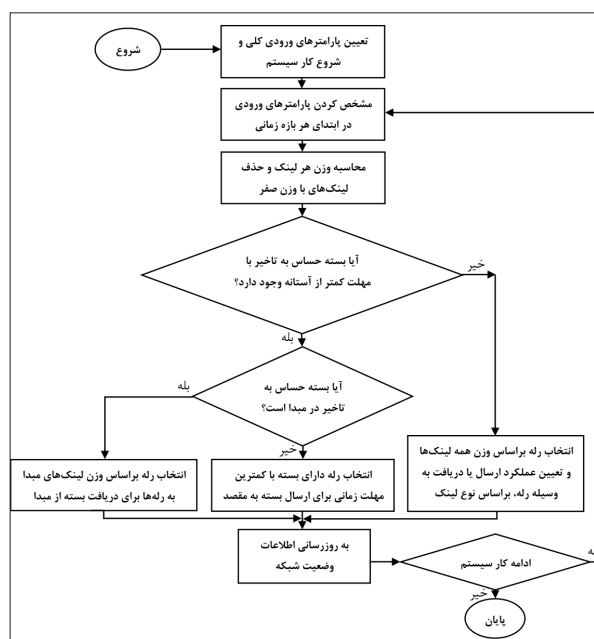 شروع
تعیین پارامترهای ورودی کلی و
شروع کار سیستم
مشخص کردن پارامترهای ورودی
در ابتدای هر بازه زمانی
محاسبه وزن هر لینک و حذف
لینک‌های با وزن صفر
آیا بسته حساس به تاخیر با
مهلت کمتر از آستانه وجود دارد؟
خیر
بله
آیا بسته حساس به
تاخیر در مبدا است؟
بله
خیر
انتخاب رله براساس وزن همه لینک‌ها
و تعیین عملکرد ارسال یا دریافت به
وسیله رله، براساس نوع لینک
انتخاب رله دارای بسته با کمترین
مهلت زمانی برای ارسال بسته به مقصد
انتخاب رله براساس وزن لینک‌های مبدا
به رله‌ها برای دریافت بسته از مبدا
به روزرسانی اطلاعات
وضعیت شبکه
ادامه کار سیستم
خیر
پایان